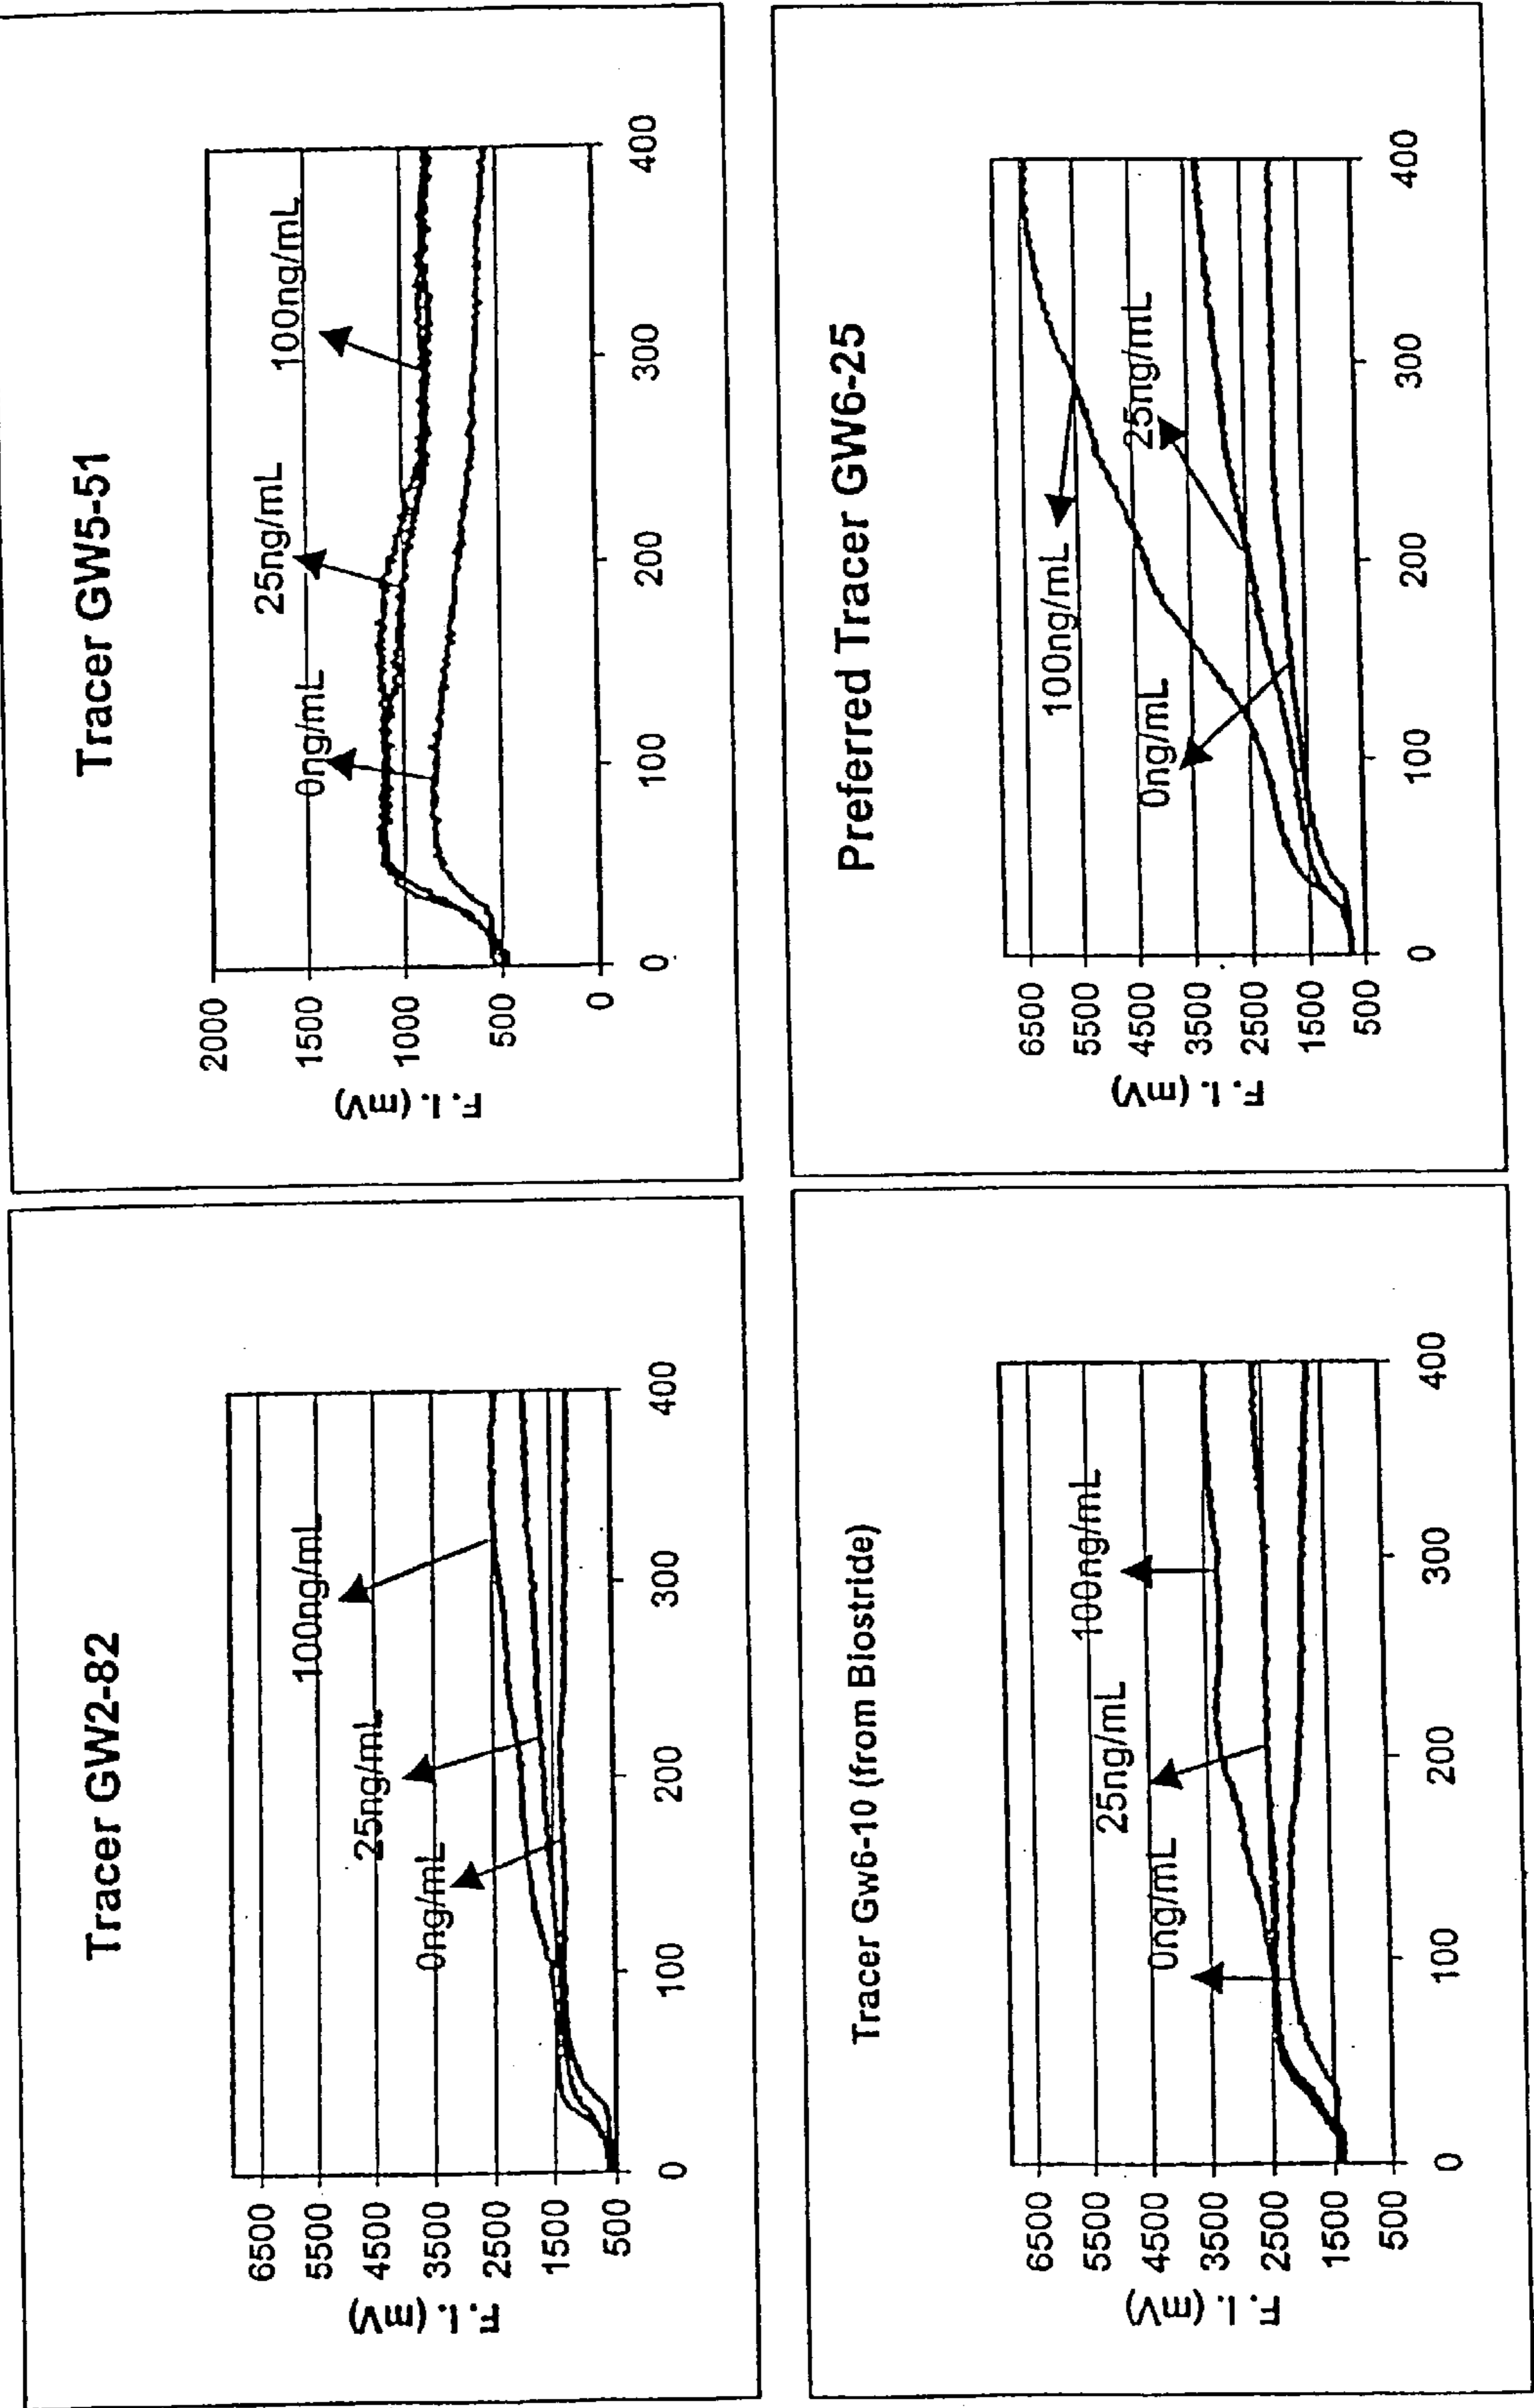 Tracer GW2-82
F.I. (mV)
6500
5500
4500
3500
2500
1500
500
0
100
200
300
400
0ng/mL
25ng/mL
100ng/mL
Tracer GW5-51
F.I. (mV)
2000
1500
1000
500
0
0
100
200
300
400
0ng/mL
25ng/mL
100ng/mL
Tracer Gw6-10 (from Biostride)
F.I. (mV)
6500
5500
4500
3500
2500
1500
500
0
100
200
300
400
0ng/mL
25ng/mL
100ng/mL
Preferred Tracer GW6-25
F.I. (mV)
6500
5500
4500
3500
2500
1500
500
0
100
200
300
400
0ng/mL
100ng/mL
25ng/mL